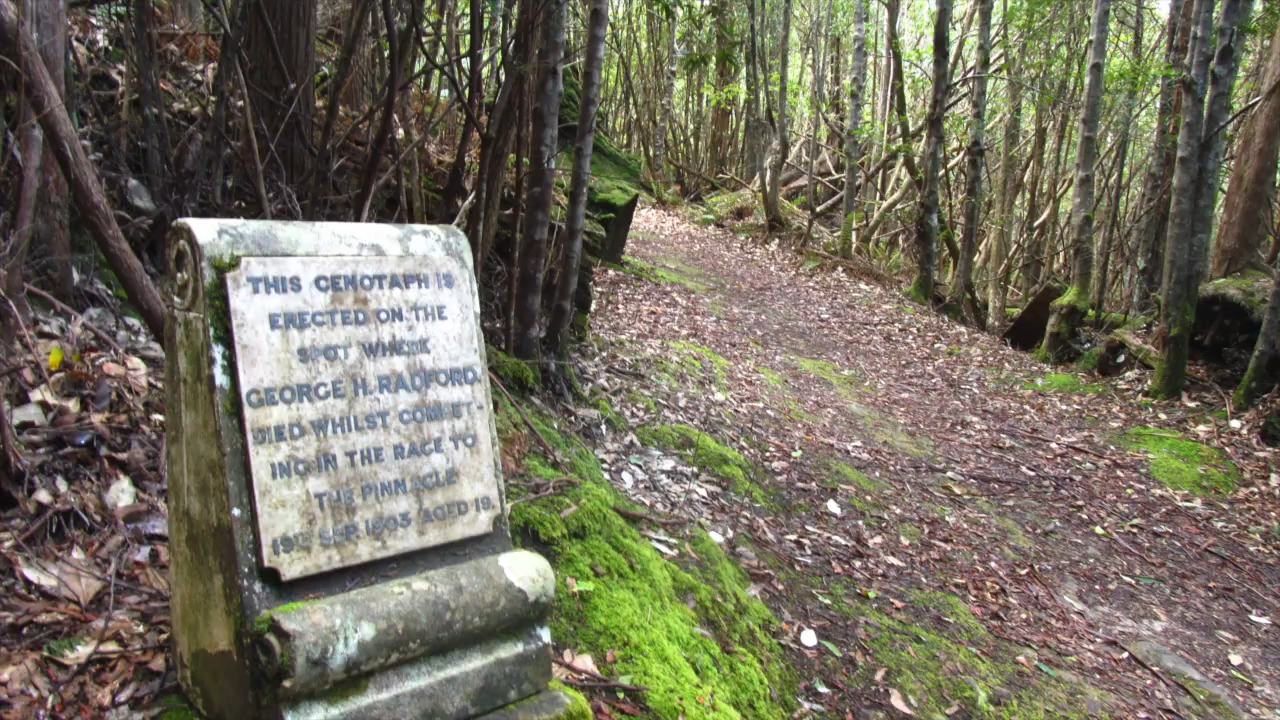 THIS CENOTAPH IS
ERECTED ON THE
SPOT WHERE
GEORGE H. RADFORD.
DIED WHILST COMPET-
ING IN THE RACE TO
THE PINNACLE
19TH SEP. 1903 AGED 19.